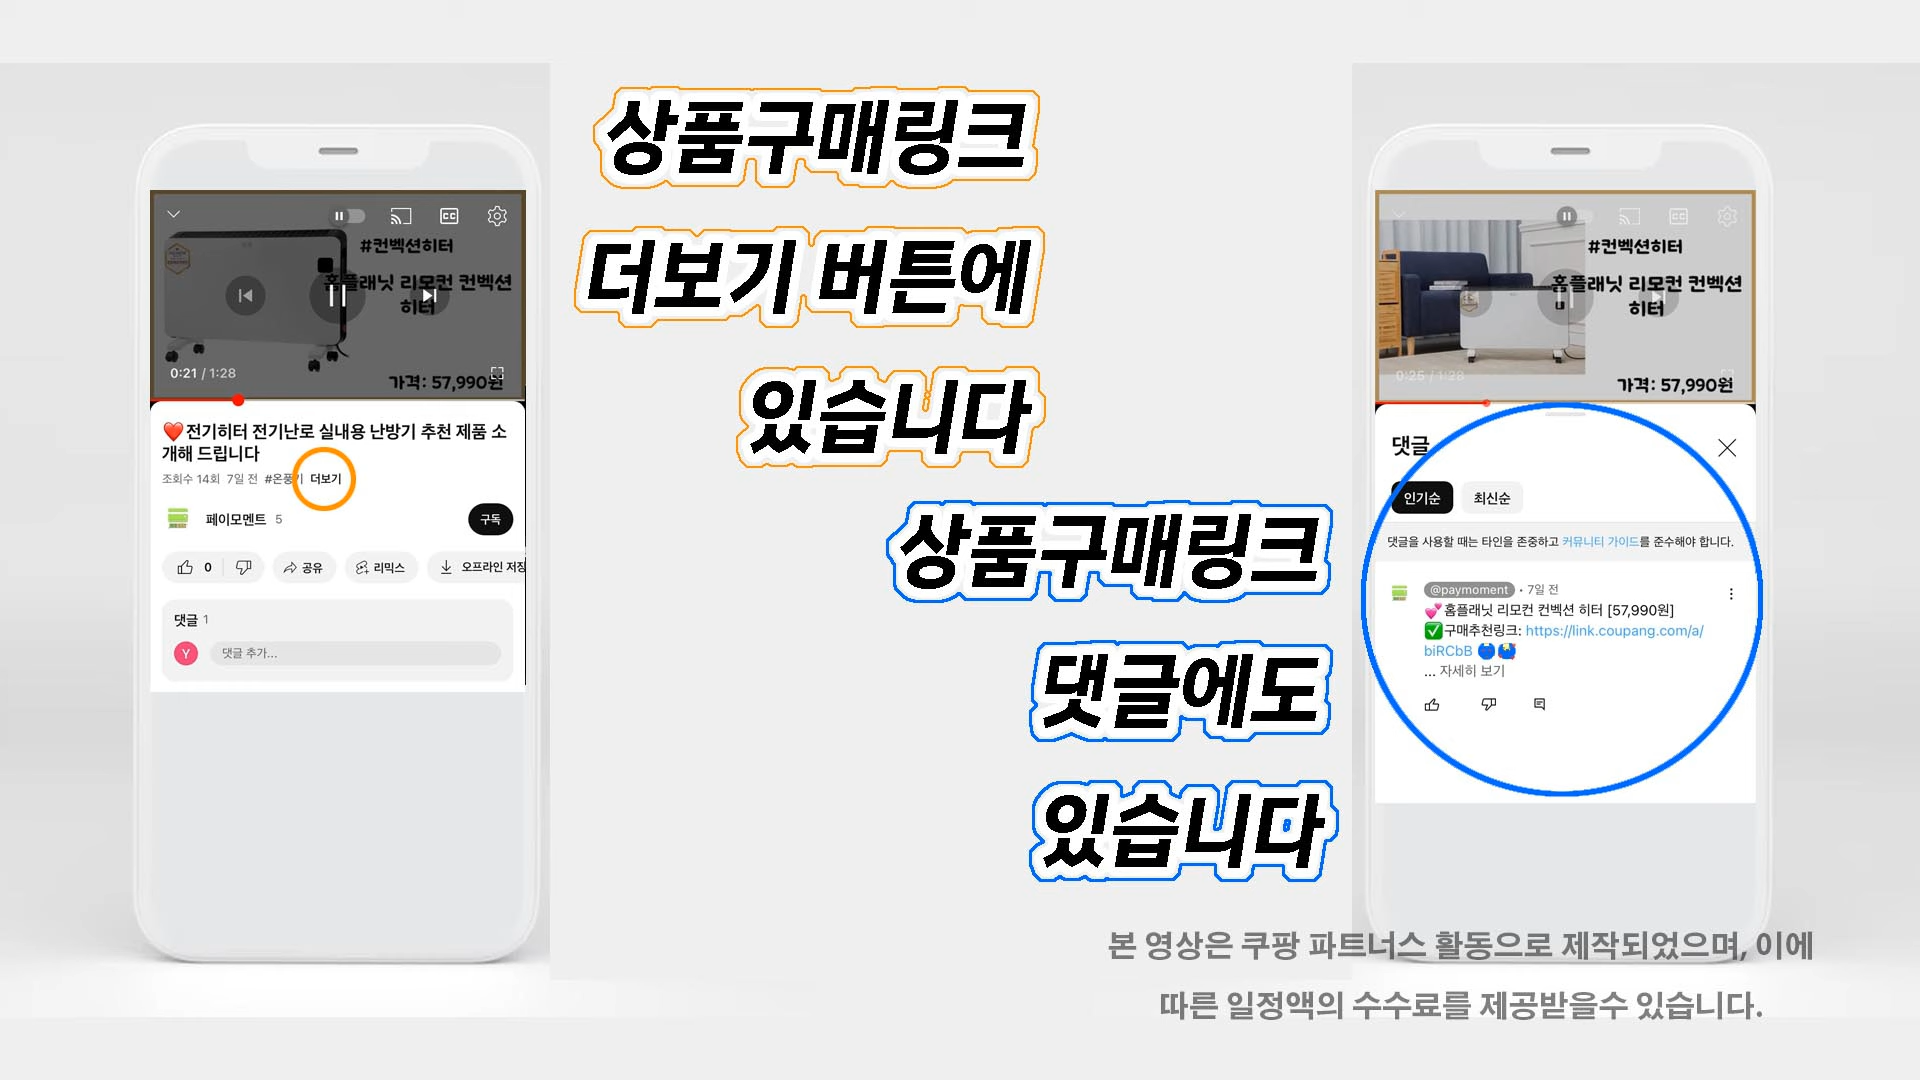 상품구매링크
더보기 버튼에
있습니다
상품구매링크
댓글에도
있습니다
#컨벡션히터
홈플래닛 리모컨 컨벡션
히터
0:21 / 1:28
가격: 57,990원
❤️전기히터 전기난로 실내용 난방기 추천 제품 소
개해 드립니다
조회수 14회 7일 전 #온풍기 더보기
페이모멘트 5
구독
0
공유
리믹스
오프라인 저장
댓글 1
Y
댓글 추가...
#컨벡션히터
홈플래닛 리모컨 컨벡션
히터
0:25 / 1:28
가격: 57,990원
댓글
인기순
최신순
댓글을 사용할 때는 타인을 존중하고 커뮤니티 가이드를 준수해야 합니다.
@paymoment • 7일 전
💕홈플래닛 리모컨 컨벡션 히터 [57,990원]
✅구매추천링크: https://link.coupang.com/a/
biRCbB
... 자세히 보기
본 영상은 쿠팡 파트너스 활동으로 제작되었으며, 이에
따른 일정액의 수수료를 제공받을수 있습니다.